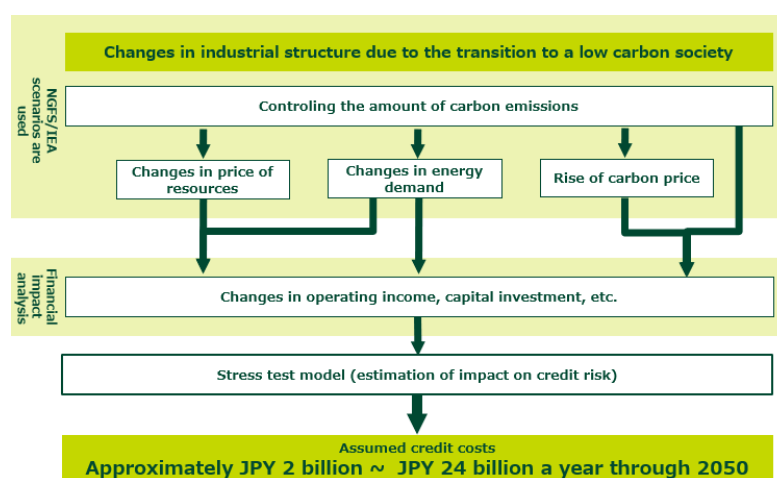 Changes in industrial structure due to the transition to a low carbon society
NGFS/IEA
scenarios are
used
Controling the amount of carbon emissions
Changes in price of
resources
Changes in energy
demand
Rise of carbon price
Financial
impact
analysis
Changes in operating income, capital investment, etc.
Stress test model (estimation of impact on credit risk)
Assumed credit costs
Approximately JPY 2 billion ~ JPY 24 billion a year through 2050